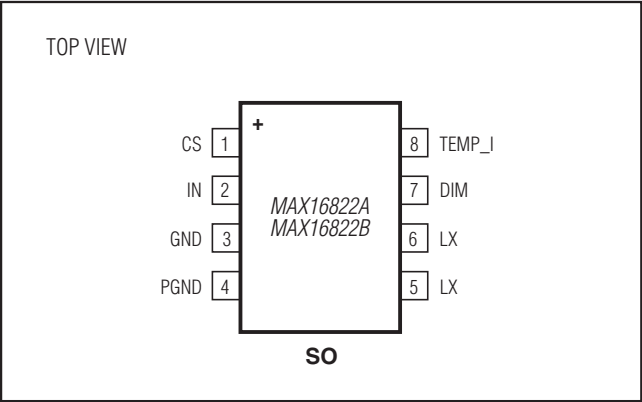 TOP VIEW
+
CS 1
8 TEMP_I
IN 2
7 DIM
MAX16822A
MAX16822B
GND 3
6 LX
PGND 4
5 LX
SO